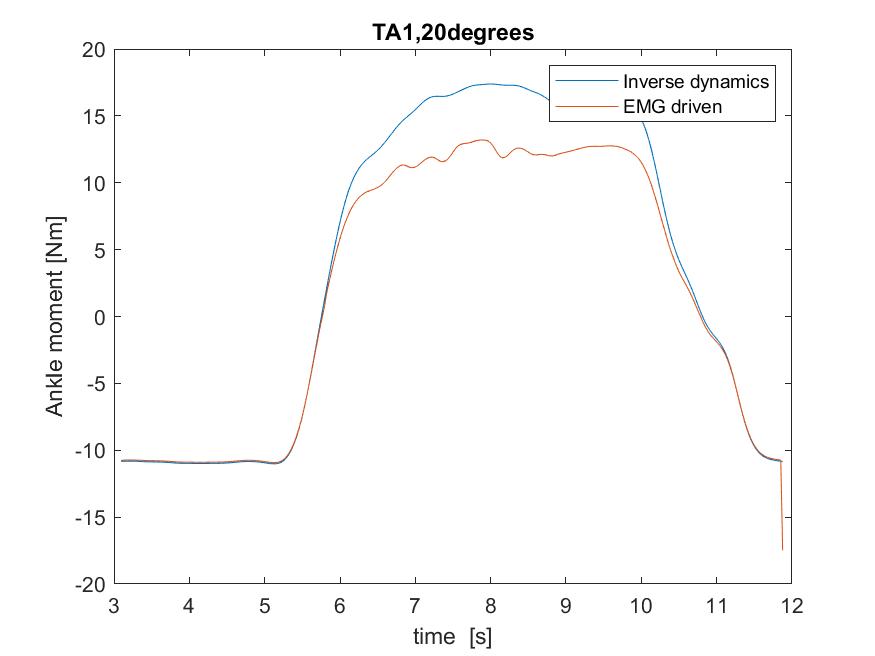 TA1,20degrees
20
15
10
5
0
-5
-10
-15
-20
Ankle moment [Nm]
Inverse dynamics
EMG driven
3 4 5 6 7 8 9 10 11 12
time [s]